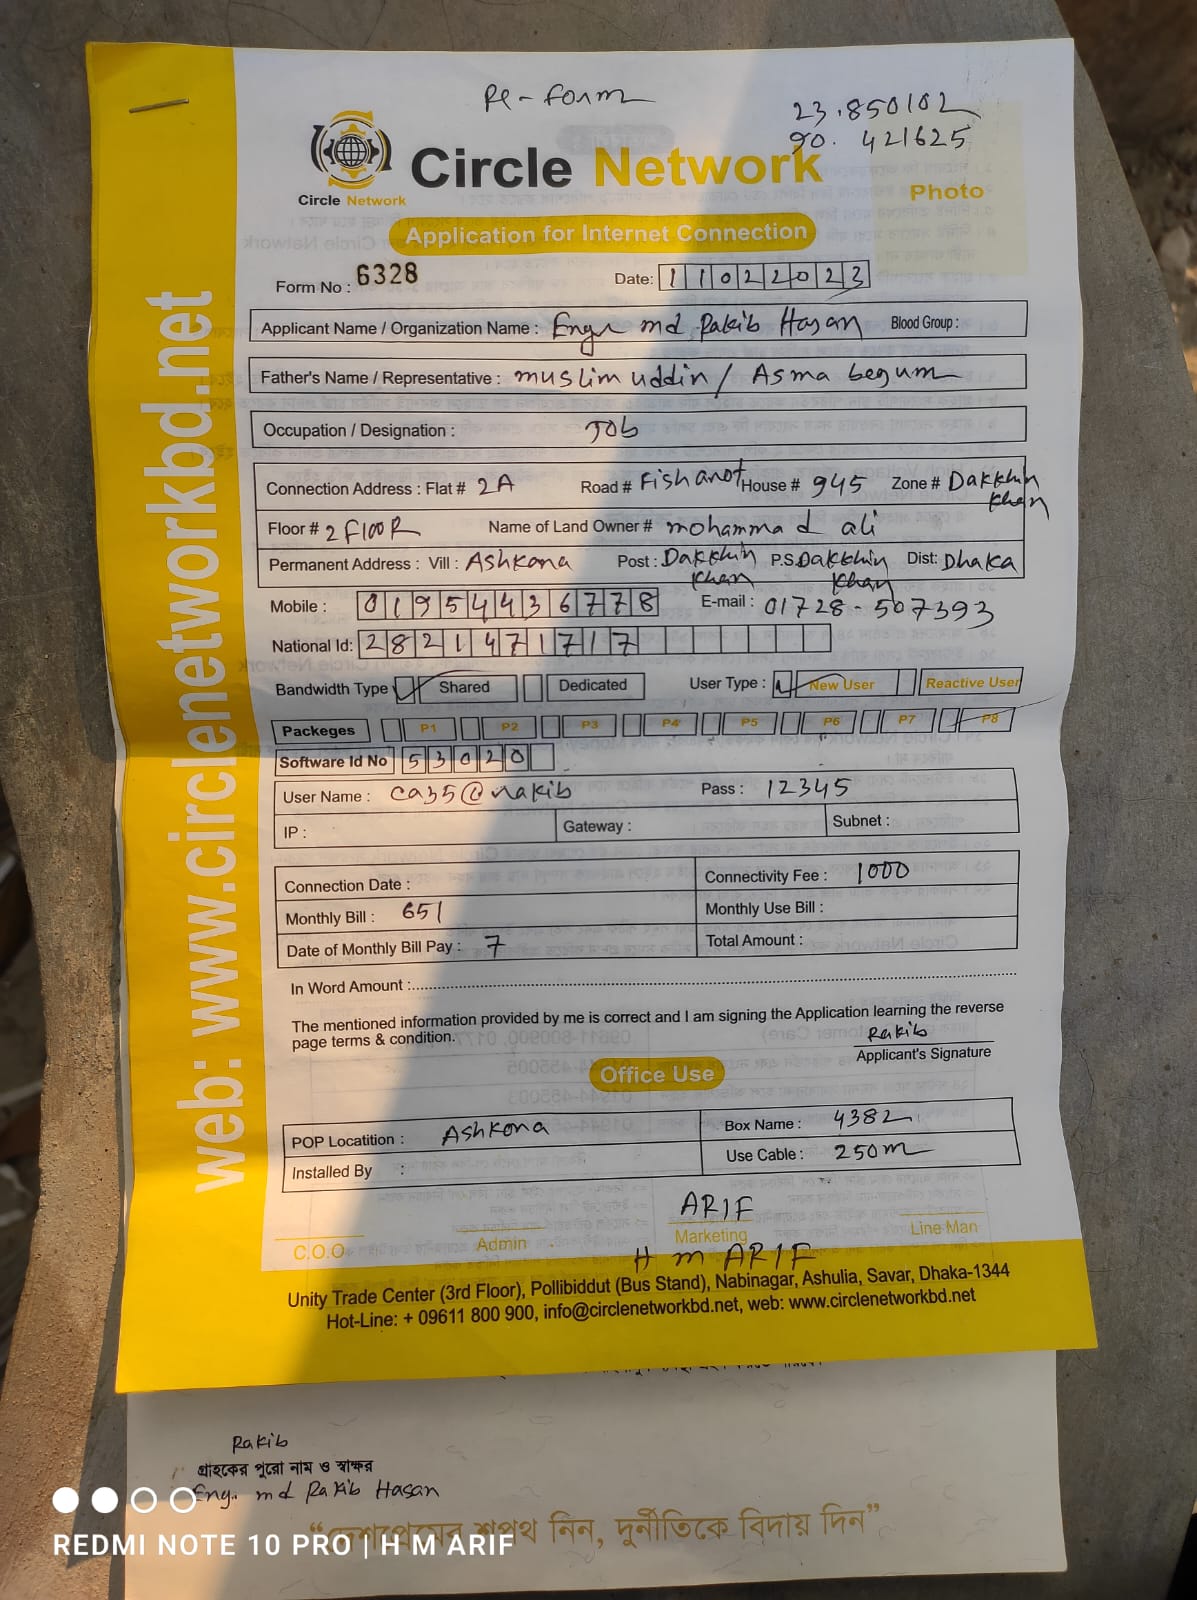 Re-form
23.850102
90.421625
Circle Network
Circle Network
Photo
Application for Internet Connection
Form No : 6328
Date: 11022023
Applicant Name / Organization Name : Engr md Rakib Hasan Blood Group :
Father's Name / Representative : muslim uddin / Asma begum
Occupation / Designation : Job
Connection Address : Flat # 2A Road # Fish House # 945 Zone # Dakkhin Khan
Floor # 2 Floor Name of Land Owner # mohammad ali
Permanent Address : Vill : Ashkona Post : Dakkhin Khan P.S. Dakkhin Khan Dist: Dhaka
Mobile : 01954436778 E-mail : 01728-507393
National Id: 2821471717
Bandwidth Type Shared Dedicated User Type : New User Reactive User
Packeges P1 P2 P3 P4 P5 P6 P7 P8
Software Id No 53020
User Name : ca35@rakib Pass : 12345
IP : Gateway : Subnet :
Connection Date : Connectivity Fee : 1000
Monthly Bill : 651 Monthly Use Bill :
Date of Monthly Bill Pay : 7 Total Amount :
In Word Amount :
The mentioned information provided by me is correct and I am signing the Application learning the reverse
page terms & condition.
Rakib
Applicant's Signature
Office Use
POP Locatition : Ashkona Box Name : 4382
Installed By : Use Cable : 250m
ARIF
C.O.O Admin Marketing Line Man
H m ARIF
Unity Trade Center (3rd Floor), Pollibiddut (Bus Stand), Nabinagar, Ashulia, Savar, Dhaka-1344
Hot-Line: + 09611 800 900, info@circlenetworkbd.net, web: www.circlenetworkbd.net
web: www.circlenetworkbd.net
Rakib
গ্রাহকের পুরো নাম ও স্বাক্ষর
Eng. md Rakib Hasan
“দেশপ্রেমের শপথ নিন, দুর্নীতিকে বিদায় দিন”
REDMI NOTE 10 PRO | H M ARIF